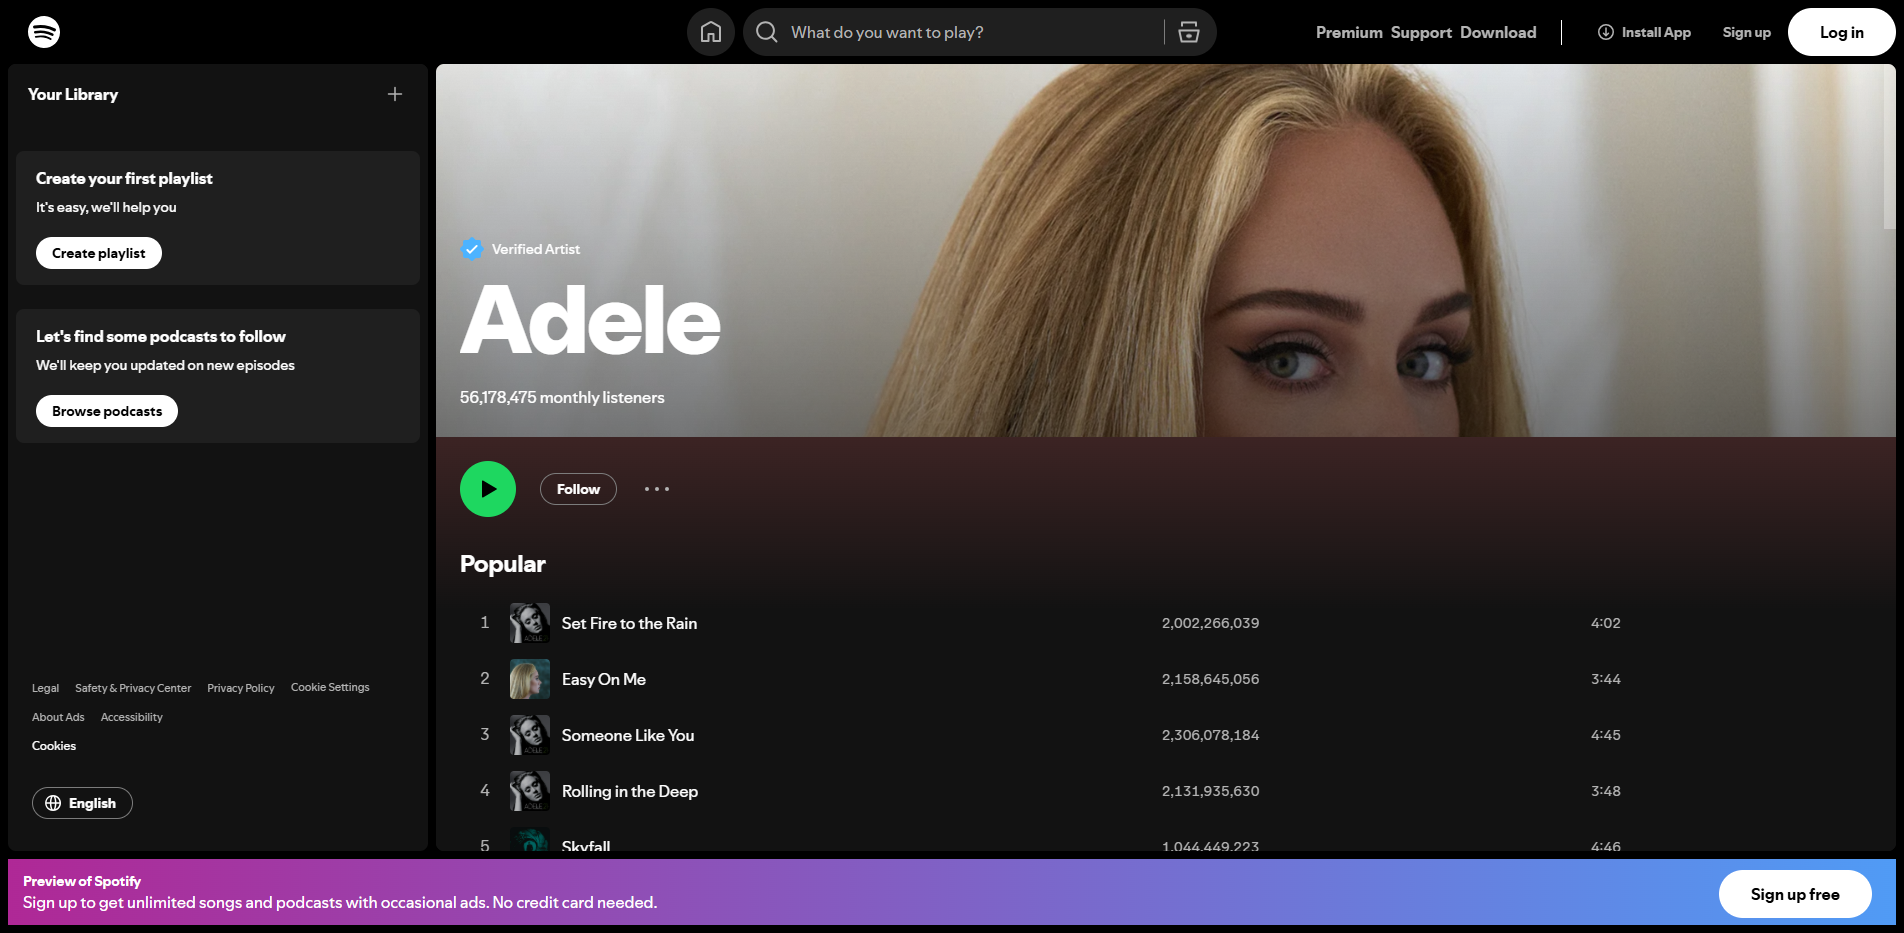 What do you want to play?
Premium Support Download
Install App
Sign up
Log in
Your Library
Create your first playlist
It's easy, we'll help you
Create playlist
Let's find some podcasts to follow
We'll keep you updated on new episodes
Browse podcasts
Legal Safety & Privacy Center Privacy Policy Cookie Settings
About Ads Accessibility
Cookies
English
Verified Artist
Adele
56,178,475 monthly listeners
Follow
Popular
1 Set Fire to the Rain 2,002,266,039 4:02
2 Easy On Me 2,158,645,056 3:44
3 Someone Like You 2,306,078,184 4:45
4 Rolling in the Deep 2,131,935,630 3:48
5 Skyfall 1,044,449,223 4:46
Preview of Spotify
Sign up to get unlimited songs and podcasts with occasional ads. No credit card needed.
Sign up free